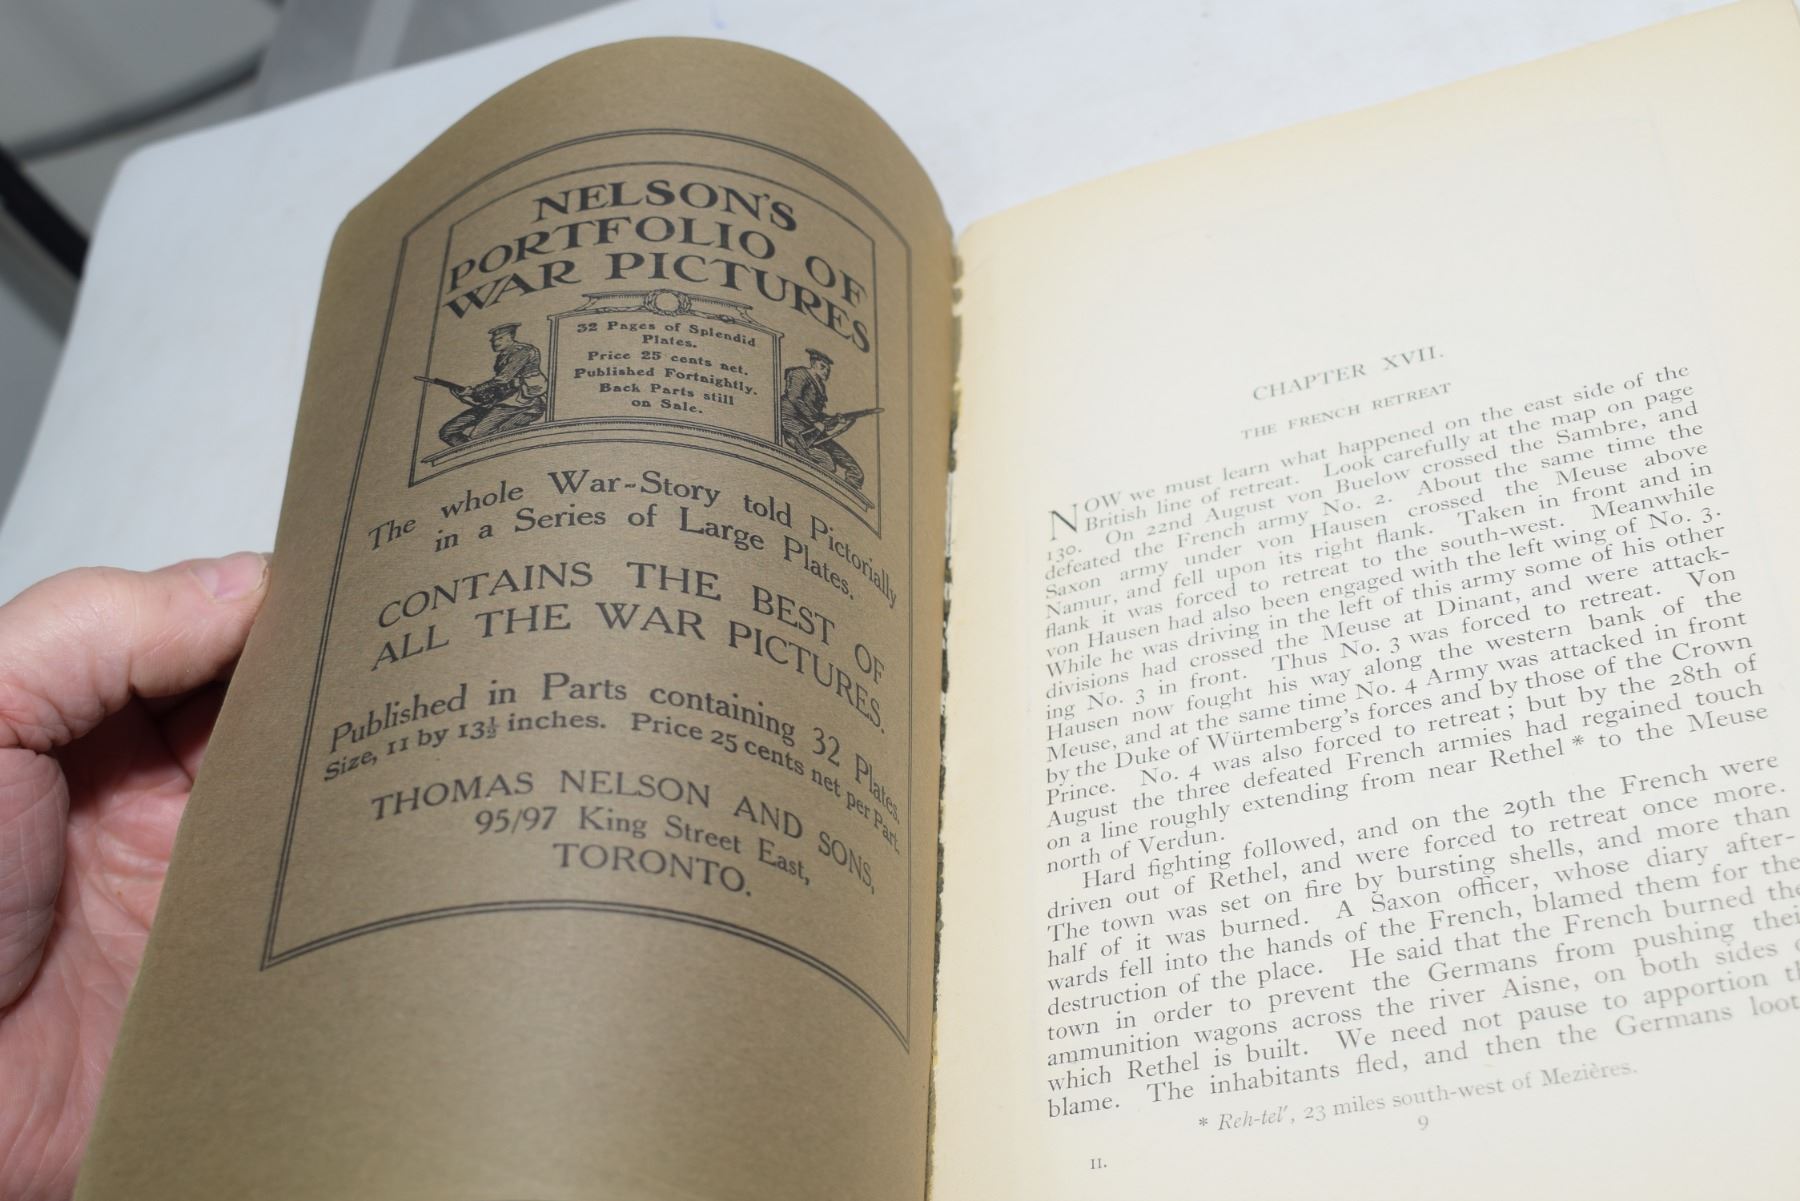 NELSON'S
PORTFOLIO OF
WAR PICTURES
32 Pages of Splendid
Plates.
Price 25 cents net.
Published Fortnightly.
Back Parts still
on Sale.
The whole War-Story told Pictorially
in a Series of Large Plates.
CONTAINS THE BEST OF
ALL THE WAR PICTURES.
Published in Parts containing 32 Plates.
Size, 11 by 13½ inches. Price 25 cents net per Part.
THOMAS NELSON AND SONS,
95/97 King Street East,
TORONTO.
CHAPTER XVII.
THE FRENCH RETREAT
NOW we must learn what happened on the east side of the
British line of retreat. Look carefully at the map on page
130. On 22nd August von Buelow crossed the Sambre, and
defeated the French army No. 2. About the same time the
Saxon army under von Hausen crossed the Meuse above
Namur, and fell upon its right flank. Taken in front and in
flank it was forced to retreat to the south-west. Meanwhile
von Hausen had also been engaged with the left wing of No. 3.
While he was driving in the left of this army some of his other
divisions had crossed the Meuse at Dinant, and were attack-
ing No. 3 in front. Thus No. 3 was forced to retreat. Von
Hausen now fought his way along the western bank of the
Meuse, and at the same time No. 4 Army was attacked in front
by the Duke of Würtemberg's forces and by those of the Crown
Prince. No. 4 was also forced to retreat; but by the 28th of
August the three defeated French armies had regained touch
on a line roughly extending from near Rethel * to the Meuse
north of Verdun.
Hard fighting followed, and on the 29th the French were
driven out of Rethel, and were forced to retreat once more.
The town was set on fire by bursting shells, and more than
half of it was burned. A Saxon officer, whose diary after-
wards fell into the hands of the French, blamed them for the
destruction of the place. He said that the French burned the
town in order to prevent the Germans from pushing their
ammunition wagons across the river Aisne, on both sides
which Rethel is built. We need not pause to apportion
blame. The inhabitants fled, and then the Germans loot
* Reh-tel', 23 miles south-west of Mezières.
9
II.